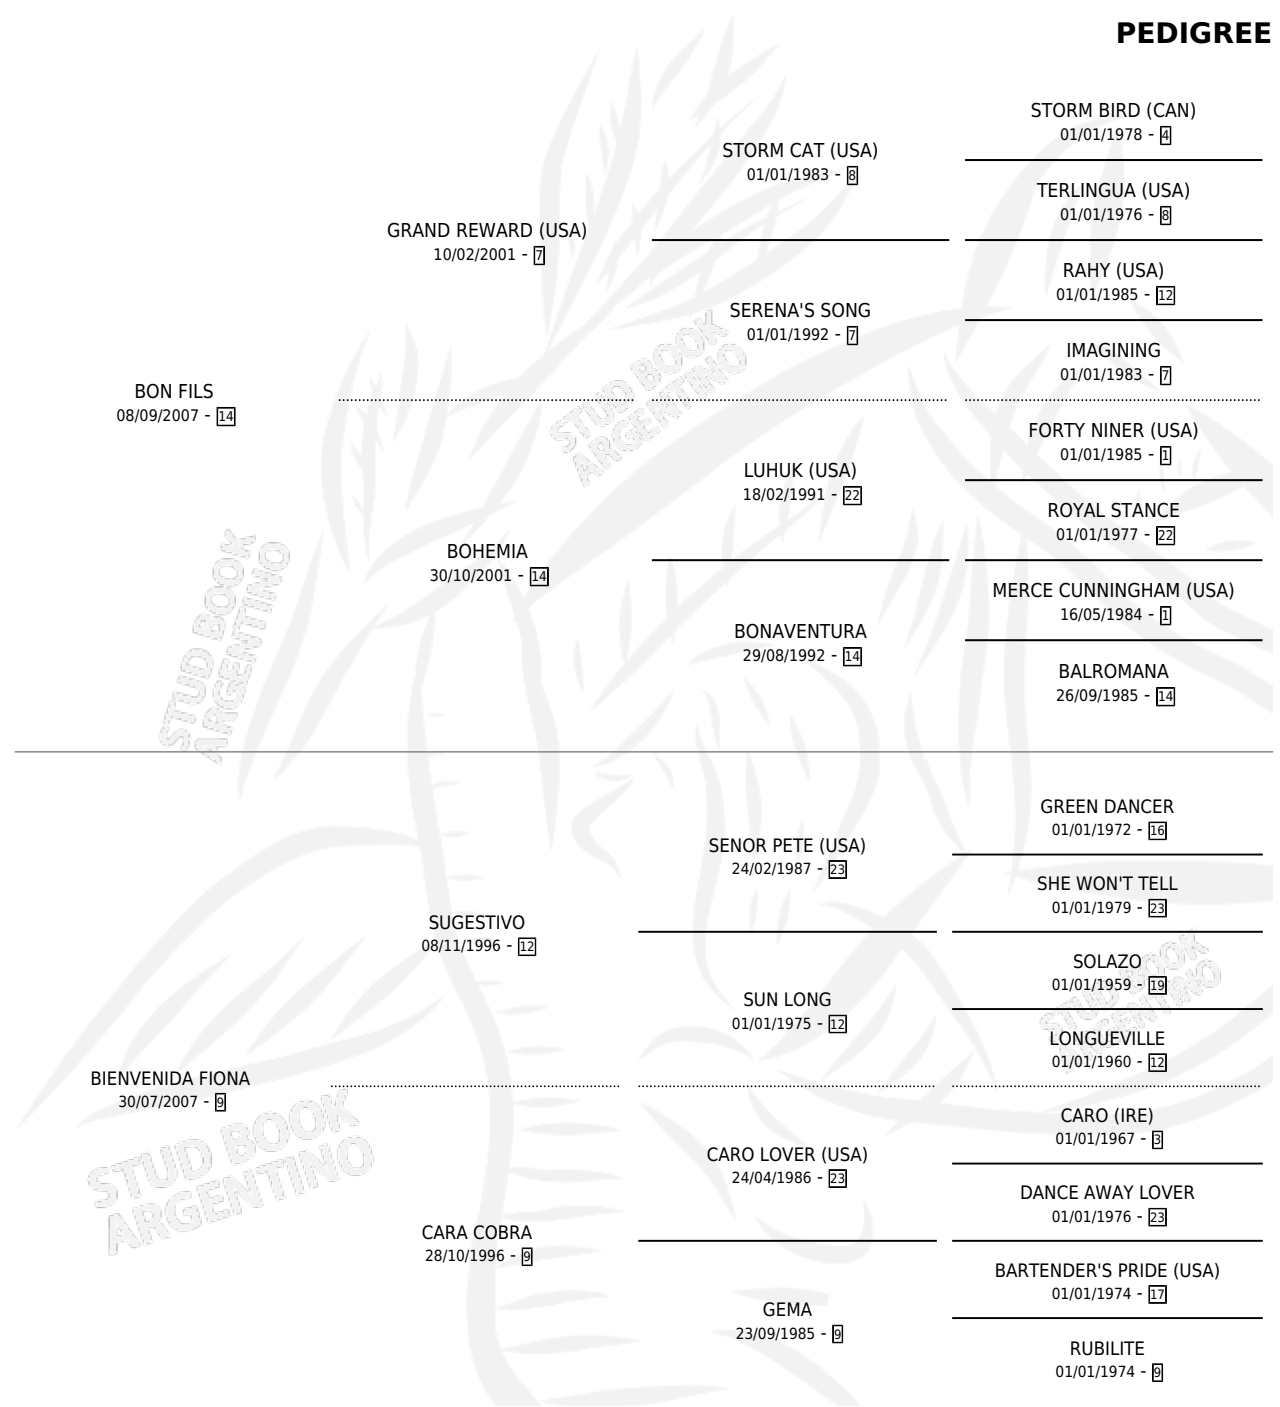 PEDIGREE
STORM BIRD (CAN)
01/01/1978 - 4
STORM CAT (USA)
01/01/1983 - 8
TERLINGUA (USA)
01/01/1976 - 8
GRAND REWARD (USA)
10/02/2001 - 7
RAHY (USA)
01/01/1985 - 12
SERENA'S SONG
01/01/1992 - 7
IMAGINING
01/01/1983 - 7
BON FILS
08/09/2007 - 14
STUD BOOK
ARGENTINO
FORTY NINER (USA)
01/01/1985 - 1
LUHUK (USA)
18/02/1991 - 22
ROYAL STANCE
01/01/1977 - 22
BOHEMIA
30/10/2001 - 14
MERCE CUNNINGHAM (USA)
16/05/1984 - 1
BONAVENTURA
29/08/1992 - 14
BALROMANA
26/09/1985 - 14
STUD BOOK
ARGENTINO
GREEN DANCER
01/01/1972 - 16
SENOR PETE (USA)
24/02/1987 - 23
SHE WON'T TELL
01/01/1979 - 23
SUGESTIVO
08/11/1996 - 12
SOLAZO
01/01/1959 - 19
SUN LONG
01/01/1975 - 12
STUD BOOK
ARGENTINO
LONGUEVILLE
01/01/1960 - 12
BIENVENIDA FIONA
30/07/2007 - 9
CARO (IRE)
01/01/1967 - 3
CARO LOVER (USA)
24/04/1986 - 23
STUD BOOK
ARGENTINO
DANCE AWAY LOVER
01/01/1976 - 23
CARA COBRA
28/10/1996 - 9
BARTENDER'S PRIDE (USA)
01/01/1974 - 17
GEMA
23/09/1985 - 9
RUBILITE
01/01/1974 - 9